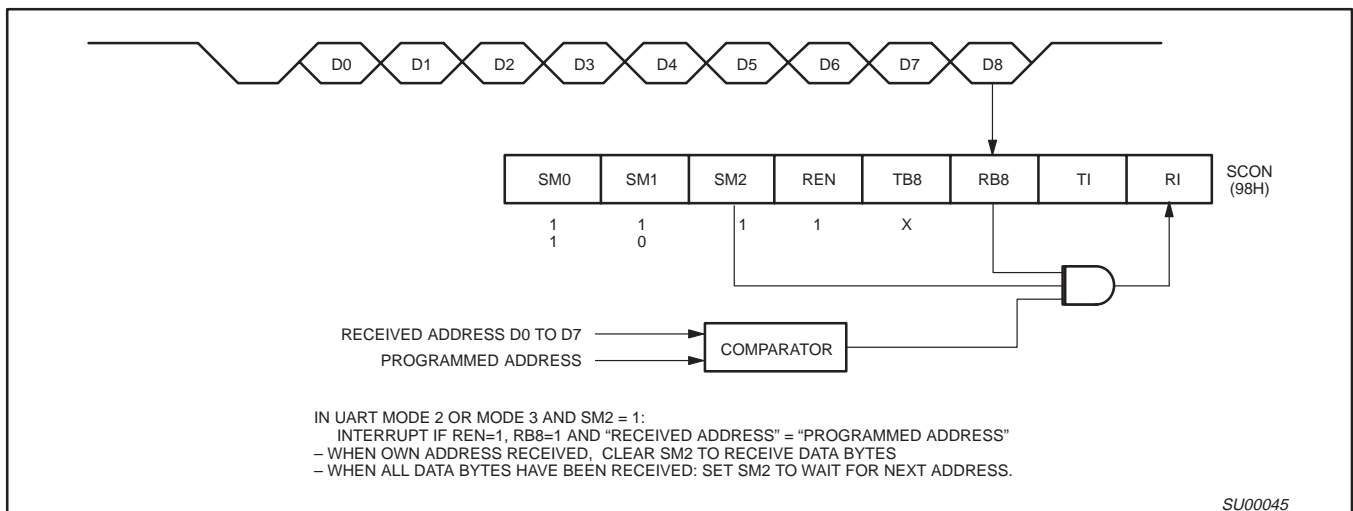 D0 D1 D2 D3 D4 D5 D6 D7 D8
SM0 SM1 SM2 REN TB8 RB8 TI RI
SCON
(98H)
1 1 1 1 X
1 0
RECEIVED ADDRESS D0 TO D7
PROGRAMMED ADDRESS
COMPARATOR
IN UART MODE 2 OR MODE 3 AND SM2 = 1:
INTERRUPT IF REN=1, RB8=1 AND “RECEIVED ADDRESS” = “PROGRAMMED ADDRESS”
– WHEN OWN ADDRESS RECEIVED, CLEAR SM2 TO RECEIVE DATA BYTES
– WHEN ALL DATA BYTES HAVE BEEN RECEIVED: SET SM2 TO WAIT FOR NEXT ADDRESS.
SU00045